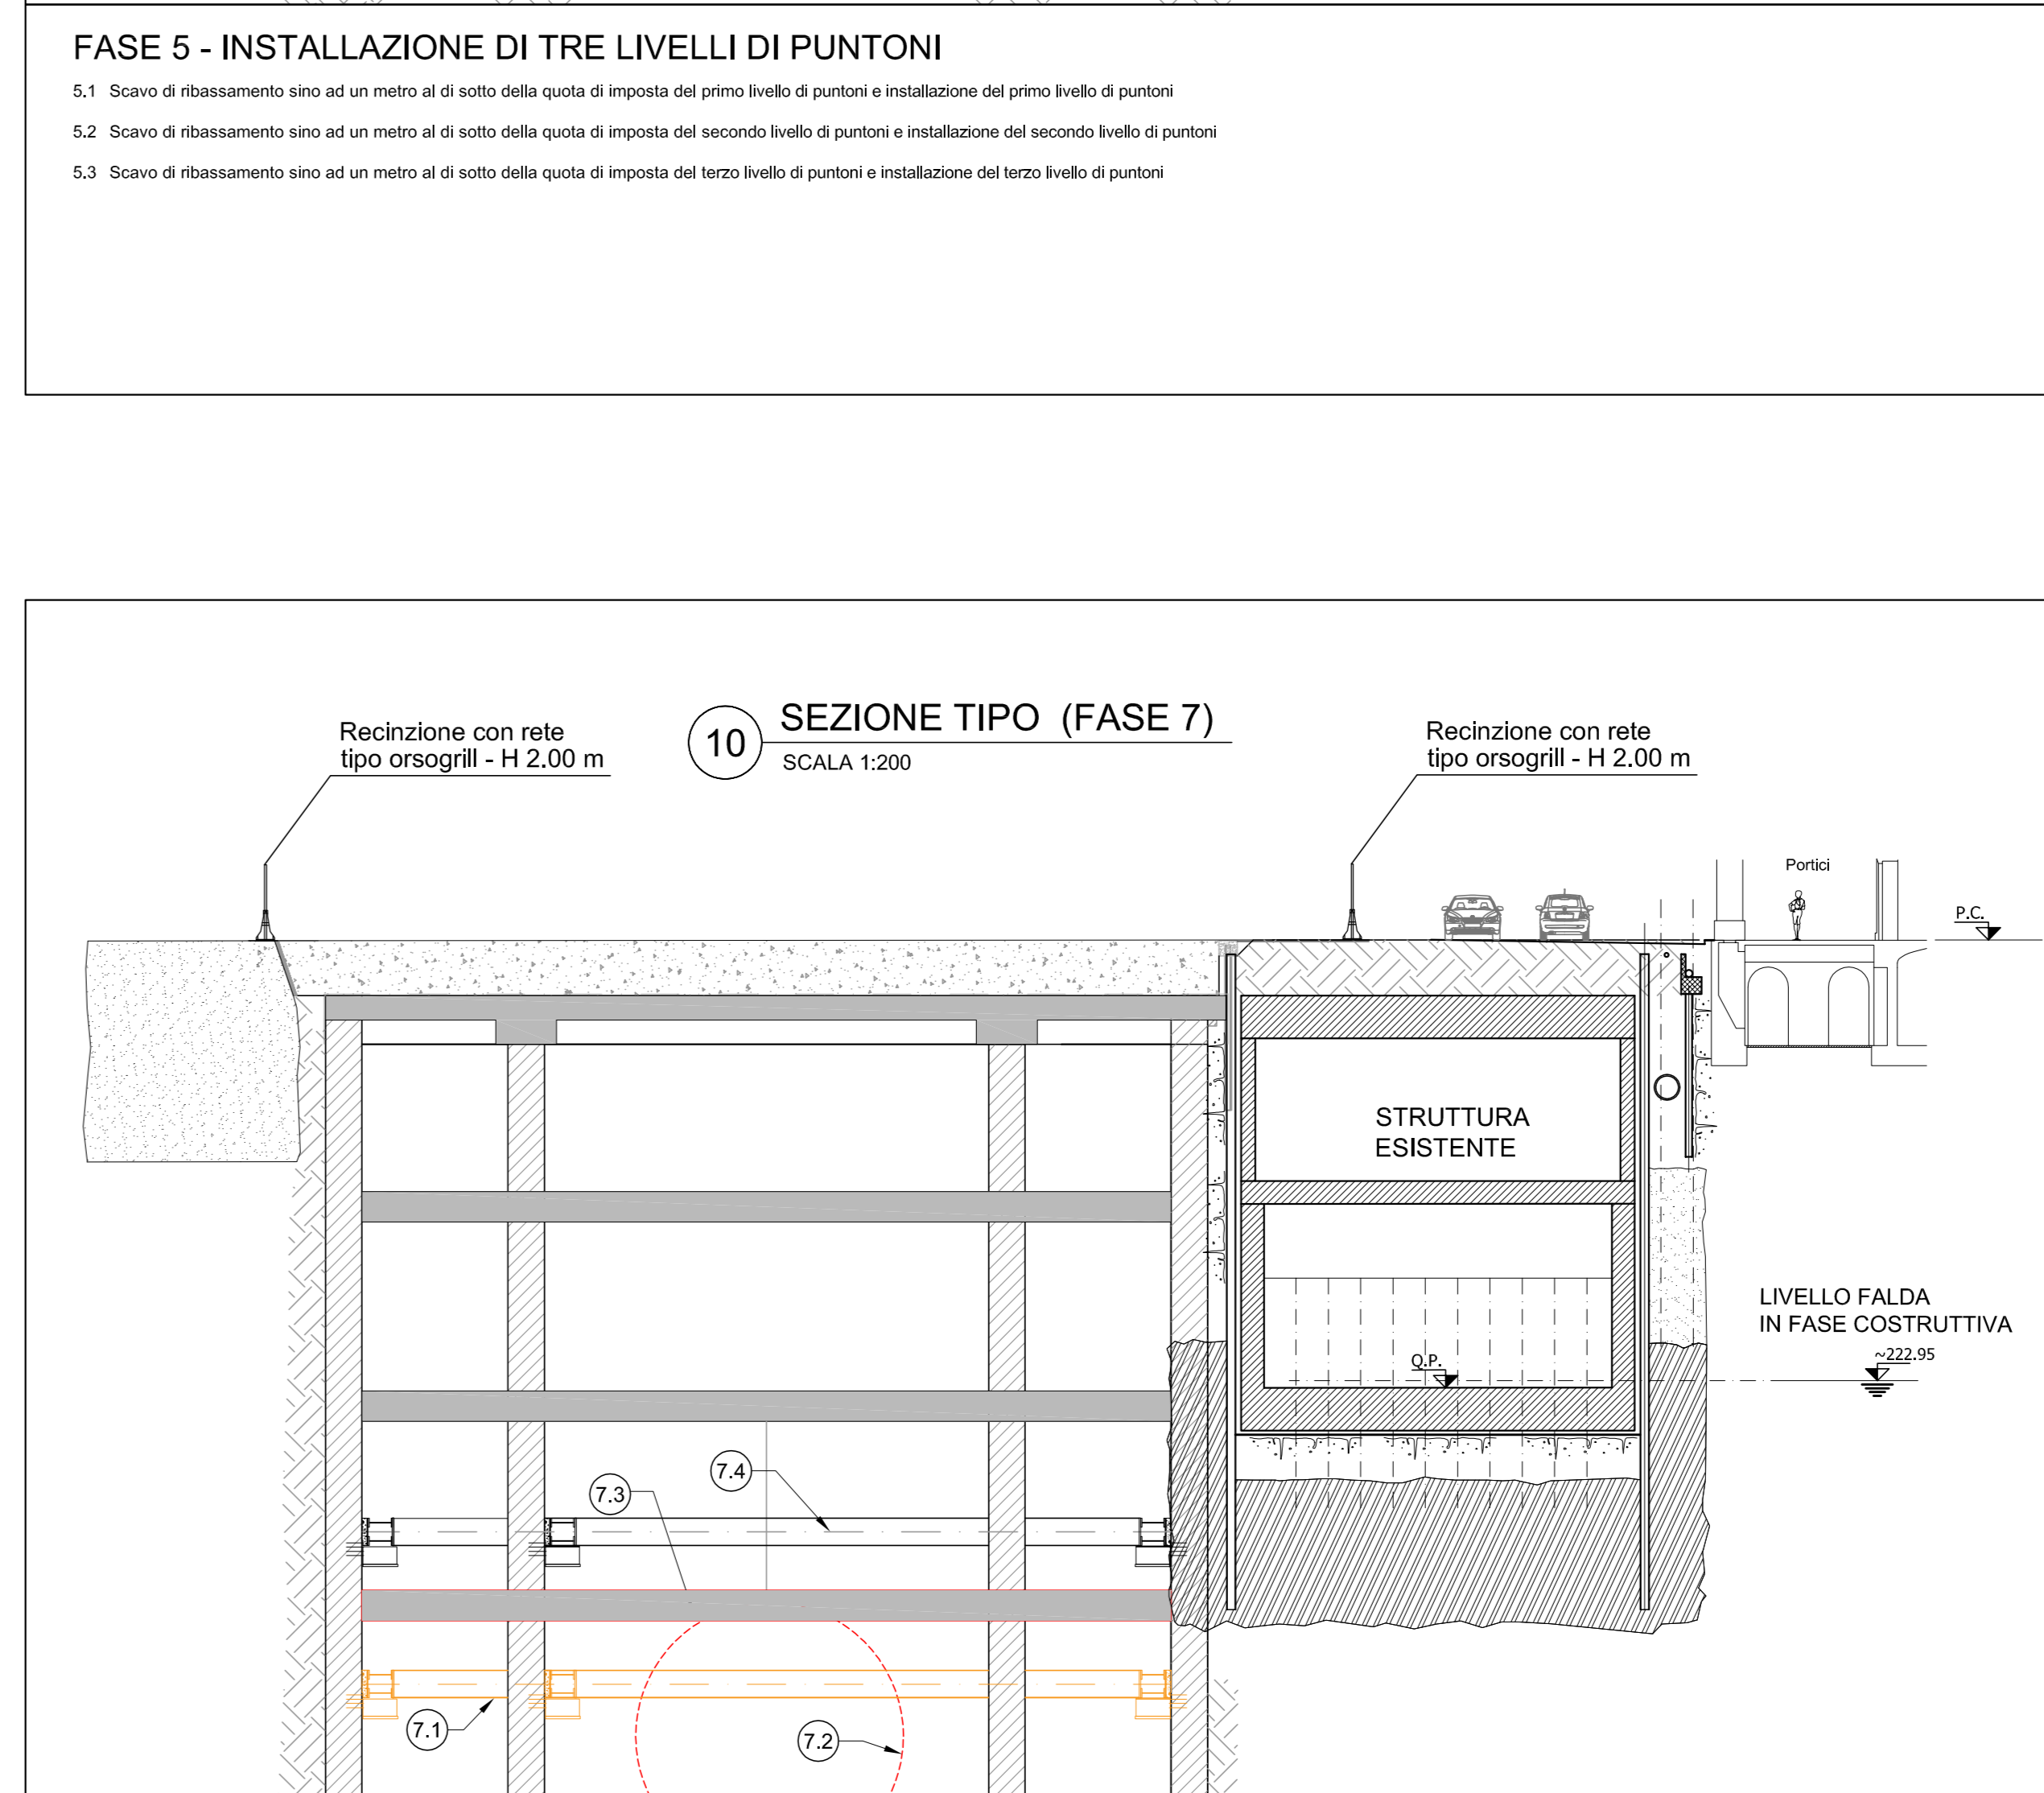 FASE 5 - INSTALLAZIONE DI TRE LIVELLI DI PUNTONI
5.1 Scavo di ribassamento sino ad un metro al di sotto della quota di imposta del primo livello di puntoni e installazione del primo livello di puntoni
5.2 Scavo di ribassamento sino ad un metro al di sotto della quota di imposta del secondo livello di puntoni e installazione del secondo livello di puntoni
5.3 Scavo di ribassamento sino ad un metro al di sotto della quota di imposta del terzo livello di puntoni e installazione del terzo livello di puntoni
10 SEZIONE TIPO (FASE 7)
SCALA 1:200
Recinzione con rete
tipo orsogrill - H 2.00 m
Recinzione con rete
tipo orsogrill - H 2.00 m
Portici
P.C.
STRUTTURA
ESISTENTE
LIVELLO FALDA
IN FASE COSTRUTTIVA
~222.95
Q.P.
7.4
7.3
7.1
7.2